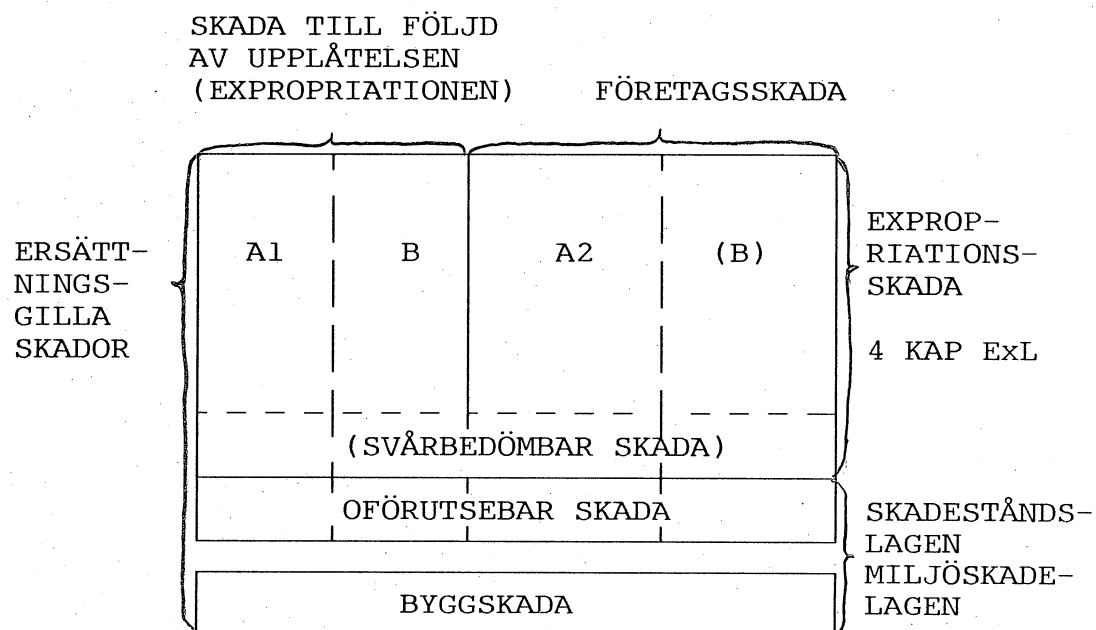 SKADA TILL FÖLJD
AV UPPLÅTELSEN
(EXPROPRIATIONEN)
FÖRETAGSSKADA
ERSÄTT-
NINGS-
GILLA
SKADOR
A1
B
A2
(B)
EXPROP-
RIATIONS-
SKADA
4 KAP ExL
(SVÅRBEDÖMBAR SKADA)
OFÖRUTSEBAR SKADA
BYGGSKADA
SKADESTÅNDS-
LAGEN
MILJÖSKADE-
LAGEN